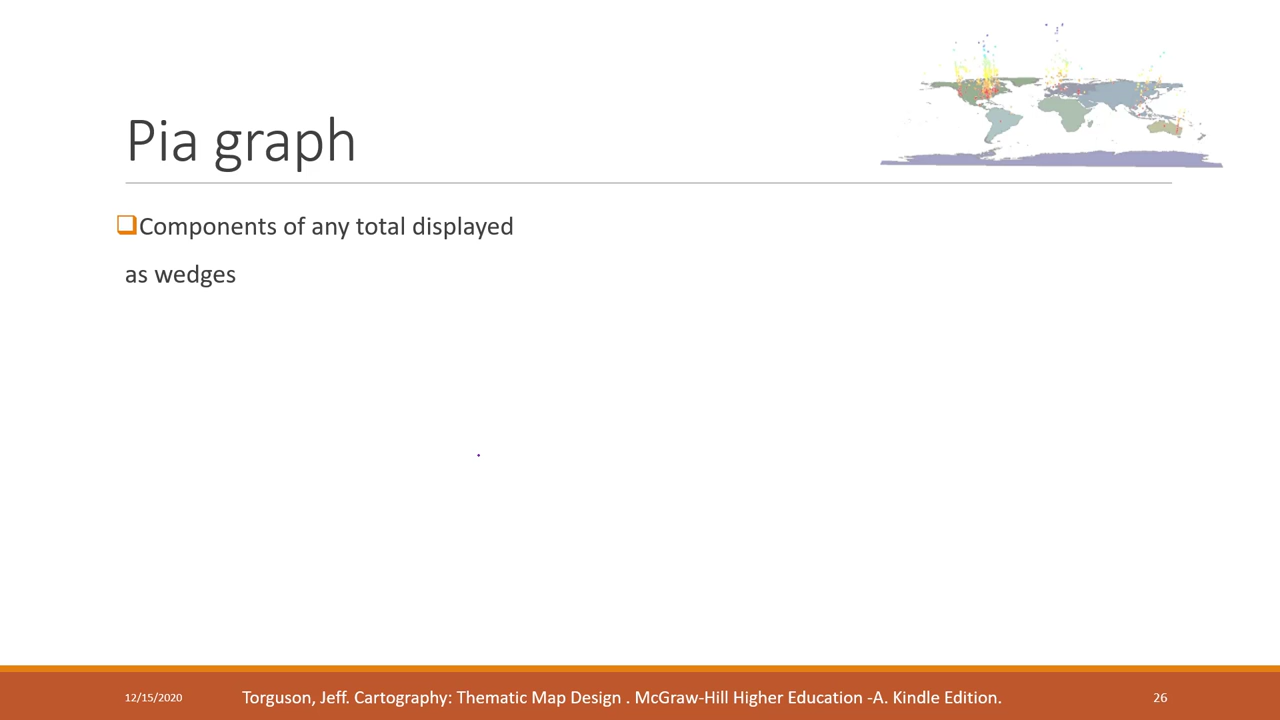 Pia graph
Components of any total displayed
as wedges
12/15/2020
Torguson, Jeff. Cartography: Thematic Map Design . McGraw-Hill Higher Education -A. Kindle Edition.
26